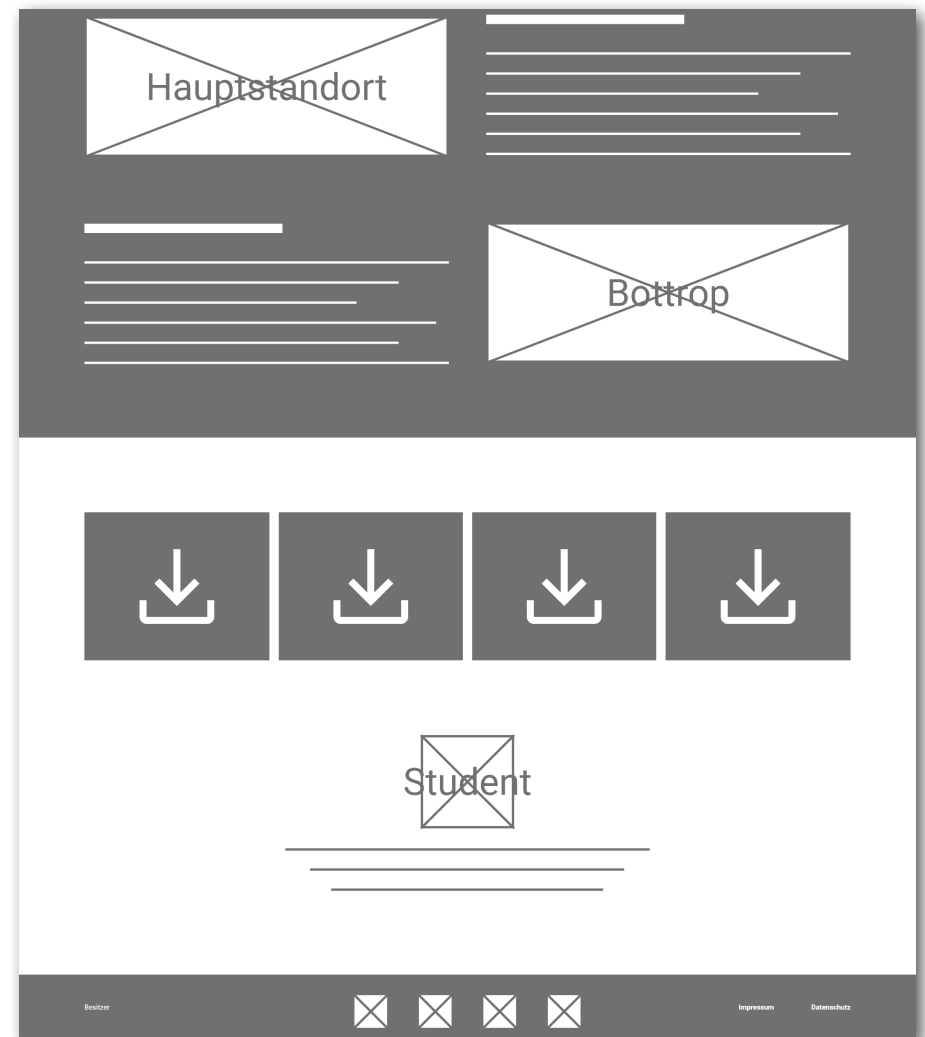 Hauptstandort
Bottrop
Student
Besitzer
Impressum
Datenschutz